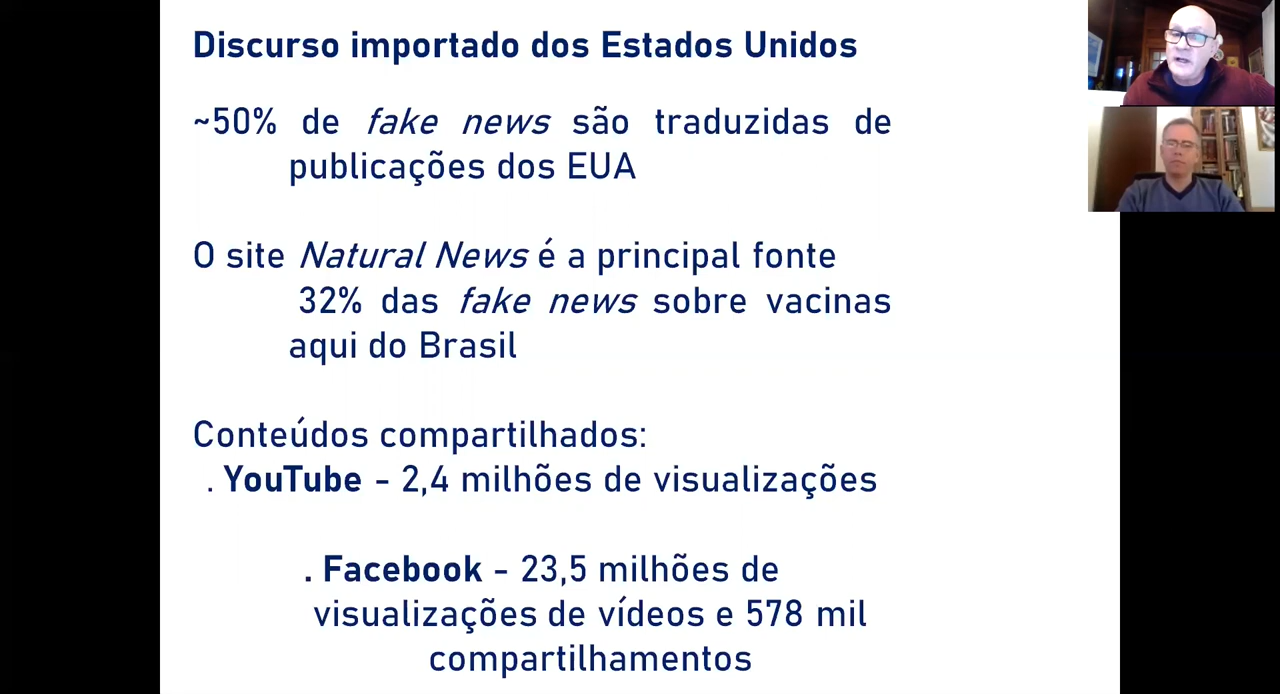 Discurso importado dos Estados Unidos
~50% de fake news são traduzidas de
publicações dos EUA
O site Natural News é a principal fonte
32% das fake news sobre vacinas
aqui do Brasil
Conteúdos compartilhados:
. YouTube - 2,4 milhões de visualizações
. Facebook - 23,5 milhões de
visualizações de vídeos e 578 mil
compartilhamentos